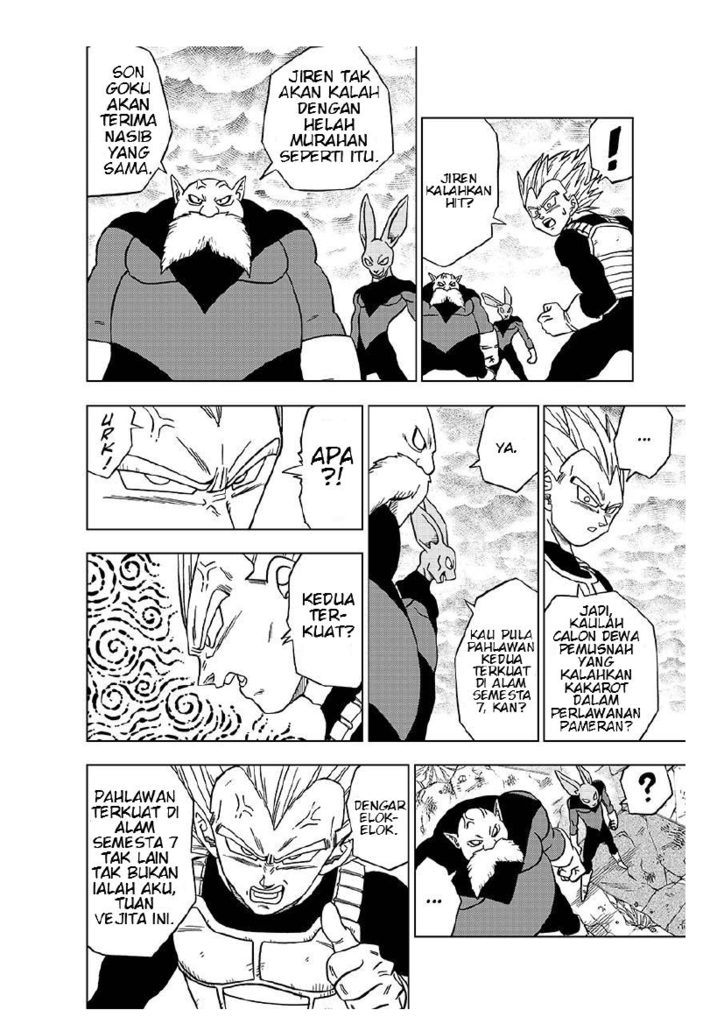 !
JIREN
KALAHKAN
HIT?
JIREN TAK
AKAN KALAH
DENGAN
HELAH
MURAHAN
SEPERTI ITU.
SON
GOKU
AKAN
TERIMA
NASIB
YANG
SAMA.
...
JADI,
KAULAH
CALON DEWA
PEMUSNAH
YANG
KALAHKAN
KAKAROT
DALAM
PERLAWANAN
PAMERAN?
YA.
KAU PULA
PAHLAWAN
KEDUA
TERKUAT
DI ALAM
SEMESTA
7, KAN?
APA
?!
URK!
KEDUA
TER-
KUAT?
?
...
DENGAR
ELOK-
ELOK.
PAHLAWAN
TERKUAT DI
ALAM
SEMESTA 7
TAK LAIN
TAK BUKAN
IALAH AKU,
TUAN
VEJITA INI.